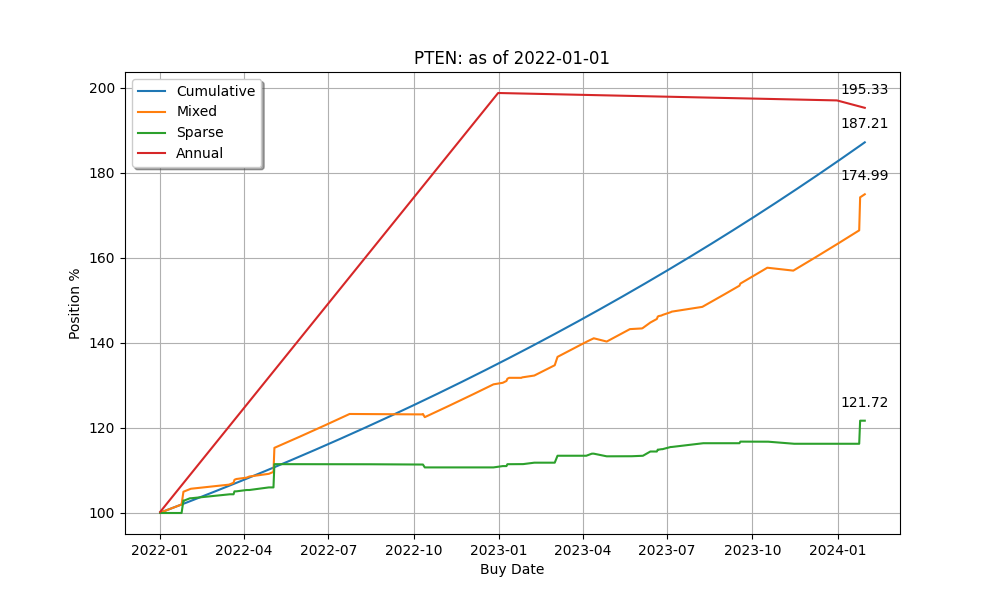 PTEN: as of 2022-01-01
Cumulative
Mixed
Sparse
Annual
195.33
187.21
174.99
121.72
200
180
160
140
120
100
Position %
2022-01 2022-04 2022-07 2022-10 2023-01 2023-04 2023-07 2023-10 2024-01
Buy Date